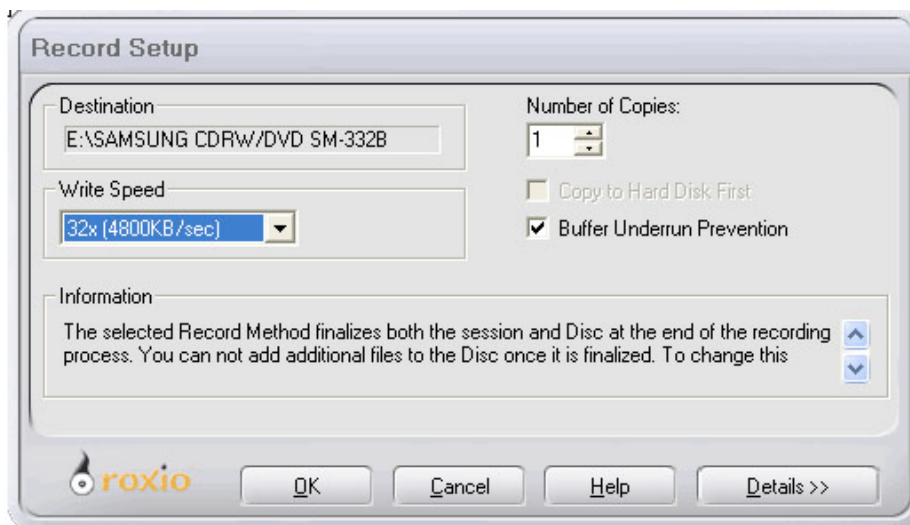 Record Setup
Destination
E:\SAMSUNG CDRW/DVD SM-332B
Number of Copies:
1
Write Speed
32x (4800KB/sec)
Copy to Hard Disk First
Buffer Underrun Prevention
Information
The selected Record Method finalizes both the session and Disc at the end of the recording
process. You can not add additional files to the Disc once it is finalized. To change this
roxio
OK
Cancel
Help
Details >>